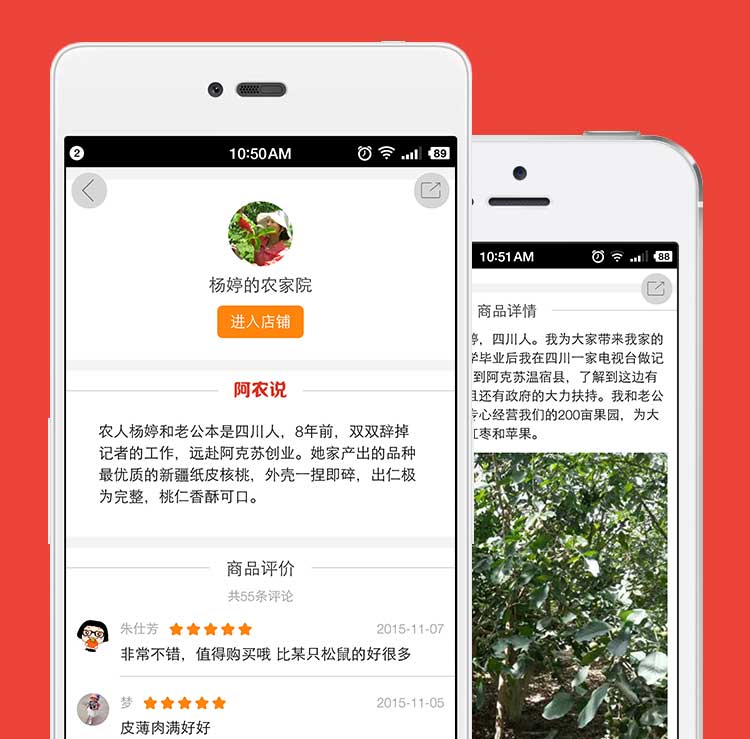 2
10:50AM
89
杨婷的农家院
进入店铺
阿农说
农人杨婷和老公本是四川人，8年前，双双辞掉
记者的工作，远赴阿克苏创业。她家产出的品种
最优质的新疆纸皮核桃，外壳一捏即碎，出仁极
为完整，桃仁香酥可口。
商品评价
共55条评论
朱仕芳
2015-11-07
非常不错，值得购买哦 比某只松鼠的好很多
梦
2015-11-05
皮薄肉满好好
10:51AM
88
商品详情
，四川人。我为大家带来我家的
毕业后我在四川一家电视台做记
到阿克苏温宿县，了解到这边有
且还有政府的大力扶持。我和老公
心经营我们的200亩果园，为大
枣和苹果。